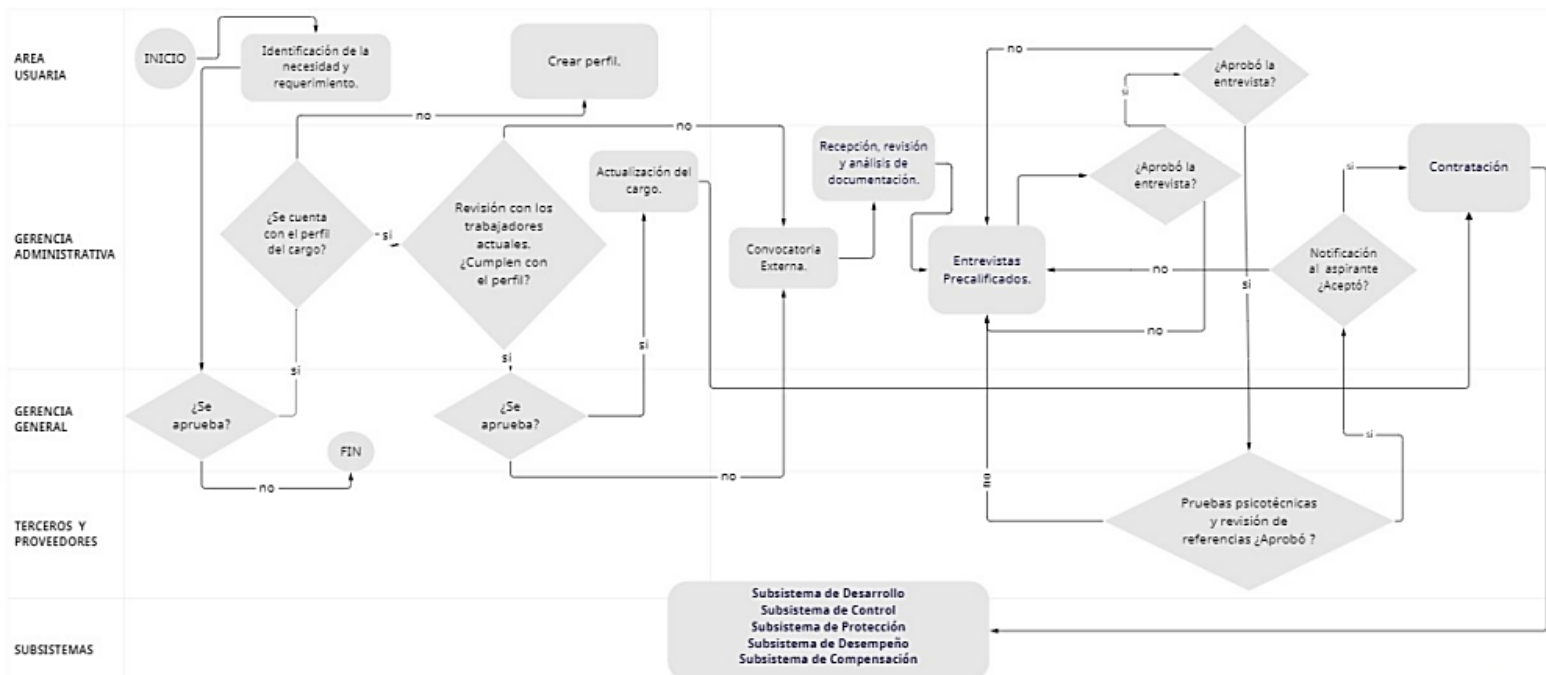 AREA
USUARIA
INICIO
Identificación de la
necesidad y
requerimiento.
Crear perfil.
no
¿Aprobó la
entrevista?
si
no
no
GERENCIA
ADMINISTRATIVA
¿Se cuenta
con el perfil
del cargo?
si
Revisión con los
trabajadores
actuales.
¿Cumplen con
el perfil?
Actualización del
cargo.
Convocatoria
Externa.
Recepción, revisión
y análisis de
documentación.
Entrevistas
Precalificados.
¿Aprobó la
entrevista?
si
Contratación
Notificación
al aspirante
¿Aceptó?
no
si
no
si
si
si
GERENCIA
GENERAL
¿Se
aprueba?
FIN
no
¿Se
aprueba?
no
no
si
TERCEROS Y
PROVEEDORES
Pruebas psicotécnicas
y revisión de
referencias ¿Aprobó ?
SUBSISTEMAS
Subsistema de Desarrollo
Subsistema de Control
Subsistema de Protección
Subsistema de Desempeño
Subsistema de Compensación